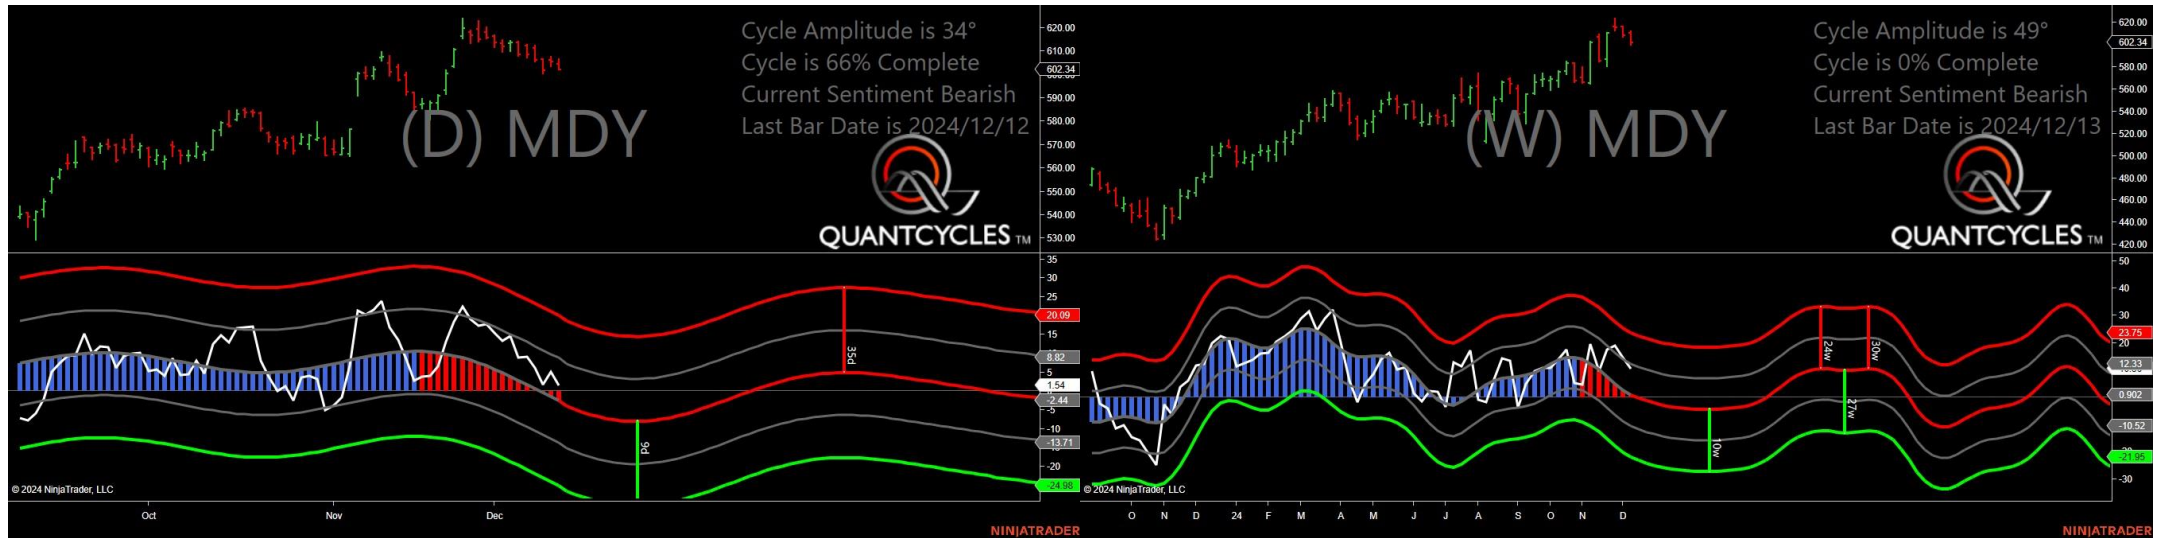 Cycle Amplitude is 34°
Cycle is 66% Complete
Current Sentiment Bearish
Last Bar Date is 2024/12/12
(D) MDY
QUANTCYCLES TM
620.00
610.00
602.34
590.00
580.00
570.00
560.00
550.00
540.00
530.00
35
30
25
20.09
15
8.82
5
1.54
-2.44
-5
-10
-13.71
-20
-24.98
35d
9d
© 2024 NinjaTrader, LLC
Oct
Nov
Dec
NINJATRADER
Cycle Amplitude is 49°
Cycle is 0% Complete
Current Sentiment Bearish
Last Bar Date is 2024/12/13
(W) MDY
QUANTCYCLES TM
620.00
602.34
580.00
560.00
540.00
520.00
500.00
480.00
460.00
440.00
420.00
50
40
30
23.75
20
12.33
0.902
-10.52
-21.95
-30
24w
30w
27w
10w
© 2024 NinjaTrader, LLC
O
N
D
24
F
M
A
M
J
J
A
S
O
N
D
NINJATRADER